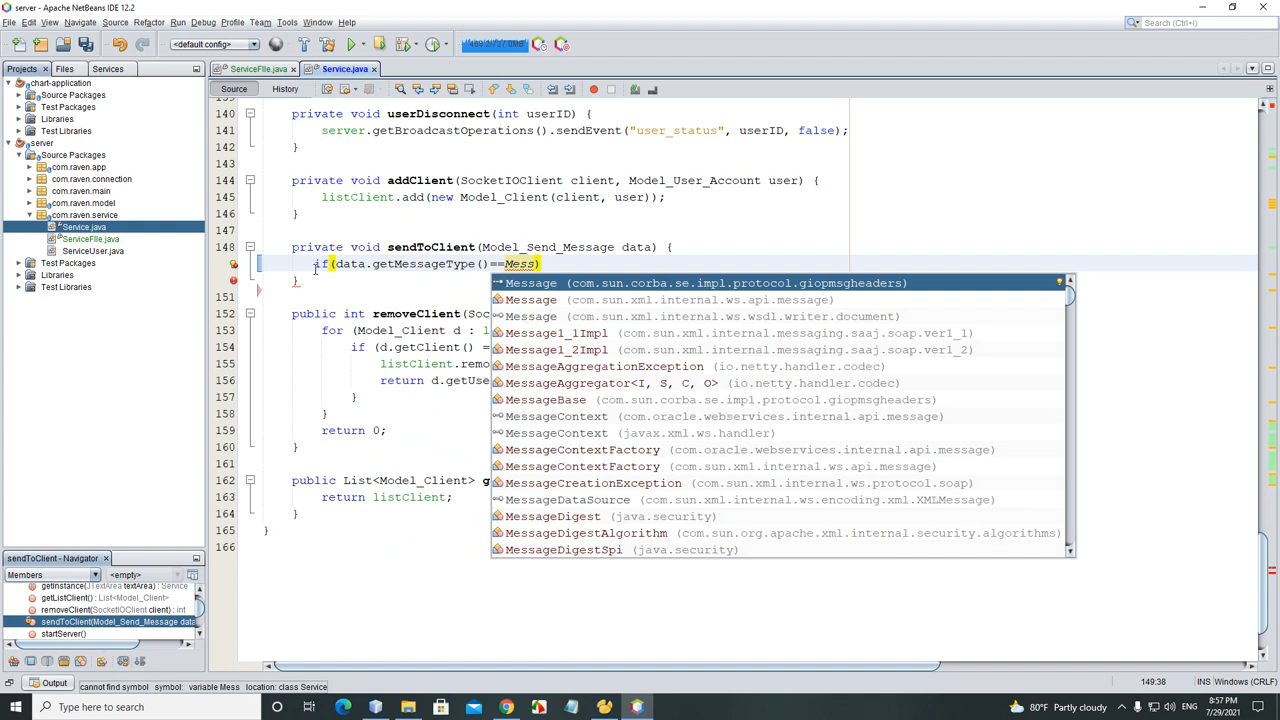 server - Apache NetBeans IDE 12.2
File Edit View Navigate Source Refactor Run Debug Profile Team Tools Window Help
Search (Ctrl+I)
<default config>
Projects Files Services
ServiceFIle.java Service.java
Source History
chart-application
Source Packages
Test Packages
Libraries
Test Libraries
server
Source Packages
com.raven.app
com.raven.connection
com.raven.main
com.raven.model
com.raven.service
Service.java
ServiceFIle.java
ServiceUser.java
Test Packages
Libraries
Test Libraries
139
140 private void userDisconnect(int userID) {
141 server.getBroadcastOperations().sendEvent("user_status", userID, false);
142 }
143
144 private void addClient(SocketIOClient client, Model_User_Account user) {
145 listClient.add(new Model_Client(client, user));
146 }
147
148 private void sendToClient(Model_Send_Message data) {
if(data.getMessageType()==Mess)
}
151
152 public int removeClient(Soc
153 for (Model_Client d : l
154 if (d.getClient() =
155 listClient.remo
156 return d.getUse
157 }
158 }
159 return 0;
160 }
161
162 public List<Model_Client> g
163 return listClient;
164 }
165 }
166
Message (com.sun.corba.se.impl.protocol.giopmsgheaders)
Message (com.sun.xml.internal.ws.api.message)
Message (com.sun.xml.internal.ws.wsdl.writer.document)
Message1_1Impl (com.sun.xml.internal.messaging.saaj.soap.ver1_1)
Message1_2Impl (com.sun.xml.internal.messaging.saaj.soap.ver1_2)
MessageAggregationException (io.netty.handler.codec)
MessageAggregator<I, S, C, O> (io.netty.handler.codec)
MessageBase (com.sun.corba.se.impl.protocol.giopmsgheaders)
MessageContext (com.oracle.webservices.internal.api.message)
MessageContext (javax.xml.ws.handler)
MessageContextFactory (com.oracle.webservices.internal.api.message)
MessageContextFactory (com.sun.xml.internal.ws.api.message)
MessageCreationException (com.sun.xml.internal.ws.protocol.soap)
MessageDataSource (com.sun.xml.internal.ws.encoding.xml.XMLMessage)
MessageDigest (java.security)
MessageDigestAlgorithm (com.sun.org.apache.xml.internal.security.algorithms)
MessageDigestSpi (java.security)
sendToClient - Navigator
Members <empty>
getInstance(JTextArea textArea) : Service
getListClient() : List<Model_Client>
removeClient(SocketIOClient client) : int
sendToClient(Model_Send_Message data
startServer()
Output
cannot find symbol symbol: variable Mess location: class Service
149:38 INS Windows (CRLF)
Type here to search
80°F Partly cloudy
8:57 PM
7/29/2021